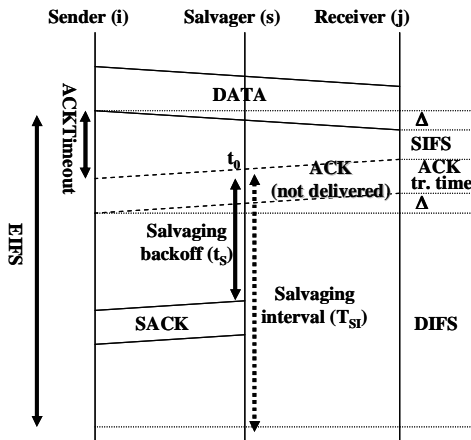 Sender (i) Salvager (s) Receiver (j)
DATA
Δ
SIFS
ACKTimeout
t0
ACK
(not delivered)
ACK
tr. time
Δ
EIFS
Salvaging
backoff (tS)
Salvaging
interval (TSI)
SACK
DIFS